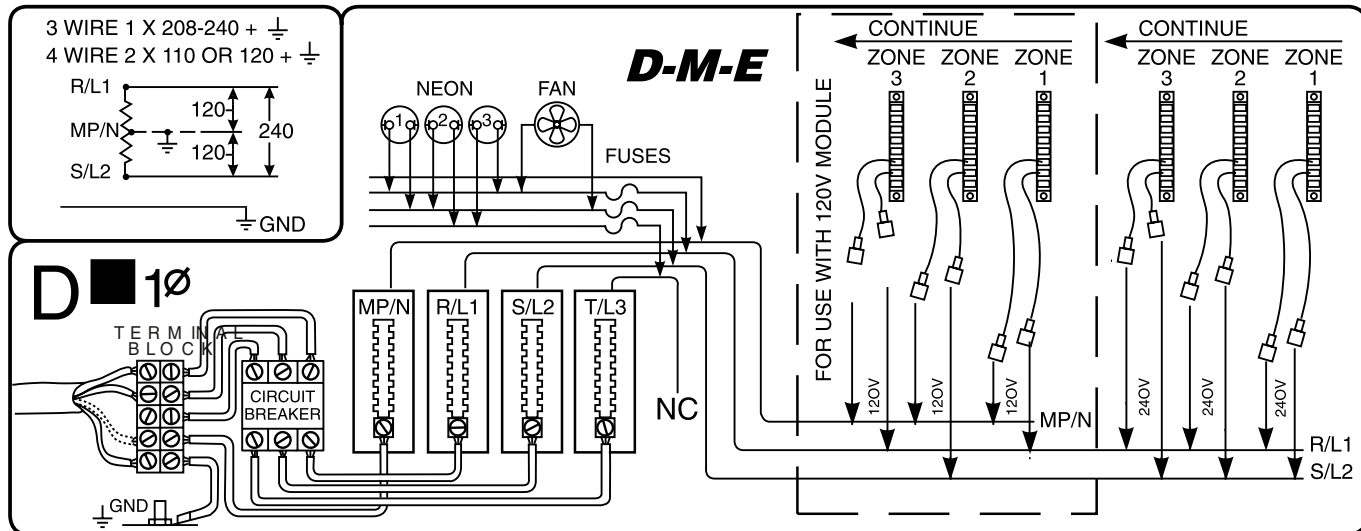 3 WIRE 1 X 208-240 +
4 WIRE 2 X 110 OR 120 +
R/L1
120
MP/N
240
120
S/L2
GND
D-M-E
NEON
FAN
1
2
3
FUSES
CONTINUE
ZONE ZONE ZONE
3 2 1
CONTINUE
ZONE ZONE ZONE
3 2 1
FOR USE WITH 120V MODULE
D 1Ø
TERMINAL
BLOCK
CIRCUIT
BREAKER
GND
MP/N
R/L1
S/L2
T/L3
NC
120V
120V
120V
240V
240V
240V
MP/N
R/L1
S/L2